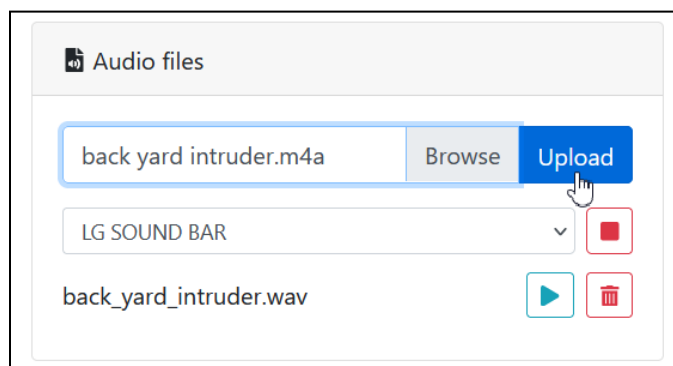 Audio files
back yard intruder.m4a Browse Upload
LG SOUND BAR
back_yard_intruder.wav